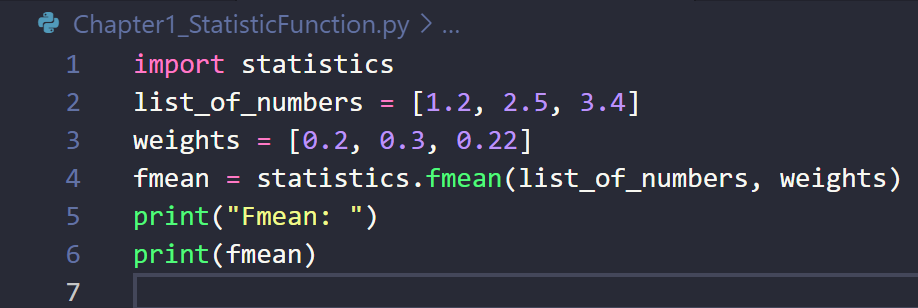 Chapter1_StatisticFunction.py > ...
1 import statistics
2 list_of_numbers = [1.2, 2.5, 3.4]
3 weights = [0.2, 0.3, 0.22]
4 fmean = statistics.fmean(list_of_numbers, weights)
5 print("Fmean: ")
6 print(fmean)
7